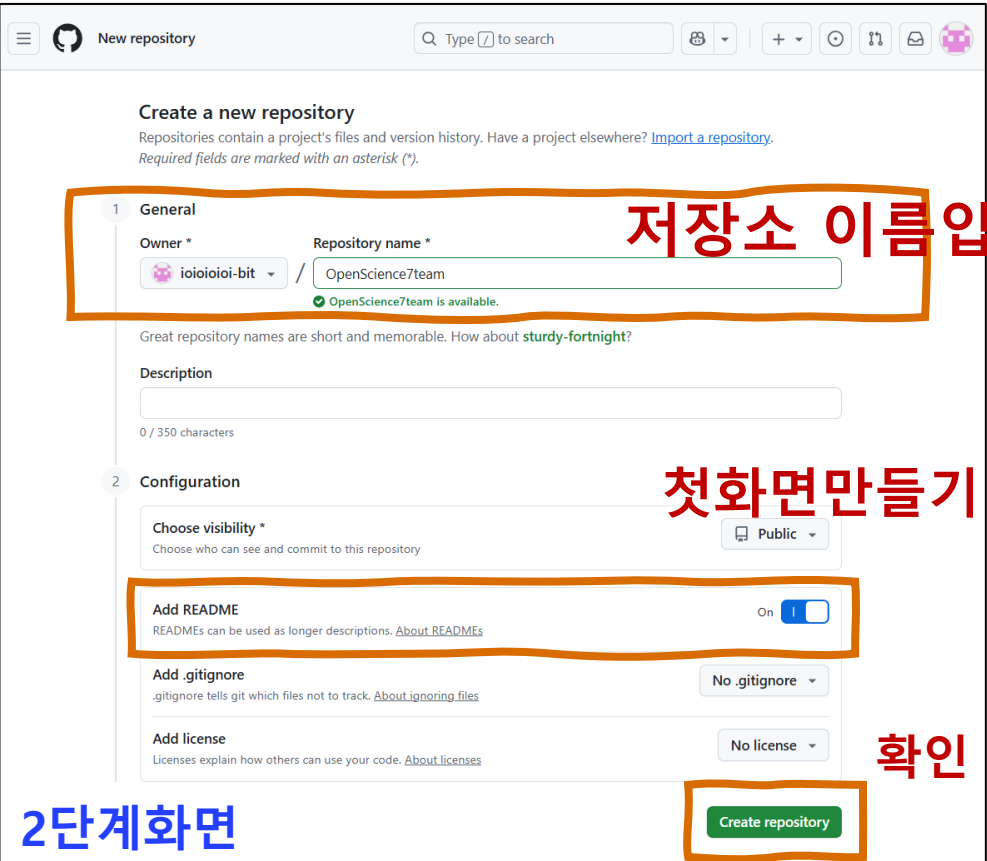 New repository
Type / to search
Create a new repository
Repositories contain a project's files and version history. Have a project elsewhere? Import a repository.
Required fields are marked with an asterisk (*).
1 General
저장소 이름입
Owner * Repository name *
ioioioioi-bit / OpenScience7team
OpenScience7team is available.
Great repository names are short and memorable. How about sturdy-fortnight?
Description
0 / 350 characters
2 Configuration
첫화면만들기
Choose visibility *
Choose who can see and commit to this repository
Public
Add README
READMEs can be used as longer descriptions. About READMEs
On
Add .gitignore
.gitignore tells git which files not to track. About ignoring files
No .gitignore
Add license
Licenses explain how others can use your code. About licenses
No license
확인
2단계화면
Create repository